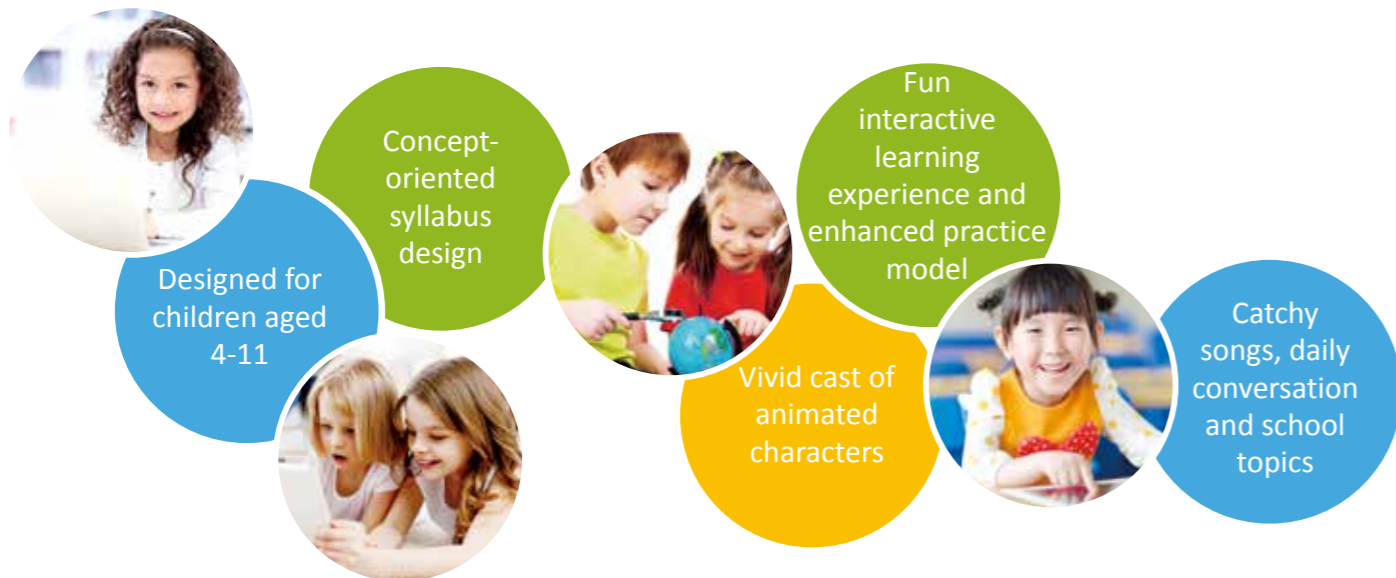 Designed for
children aged
4-11
Concept-
oriented
syllabus
design
Vivid cast of
animated
characters
Fun
interactive
learning
experience and
enhanced practice
model
Catchy
songs, daily
conversation
and school
topics